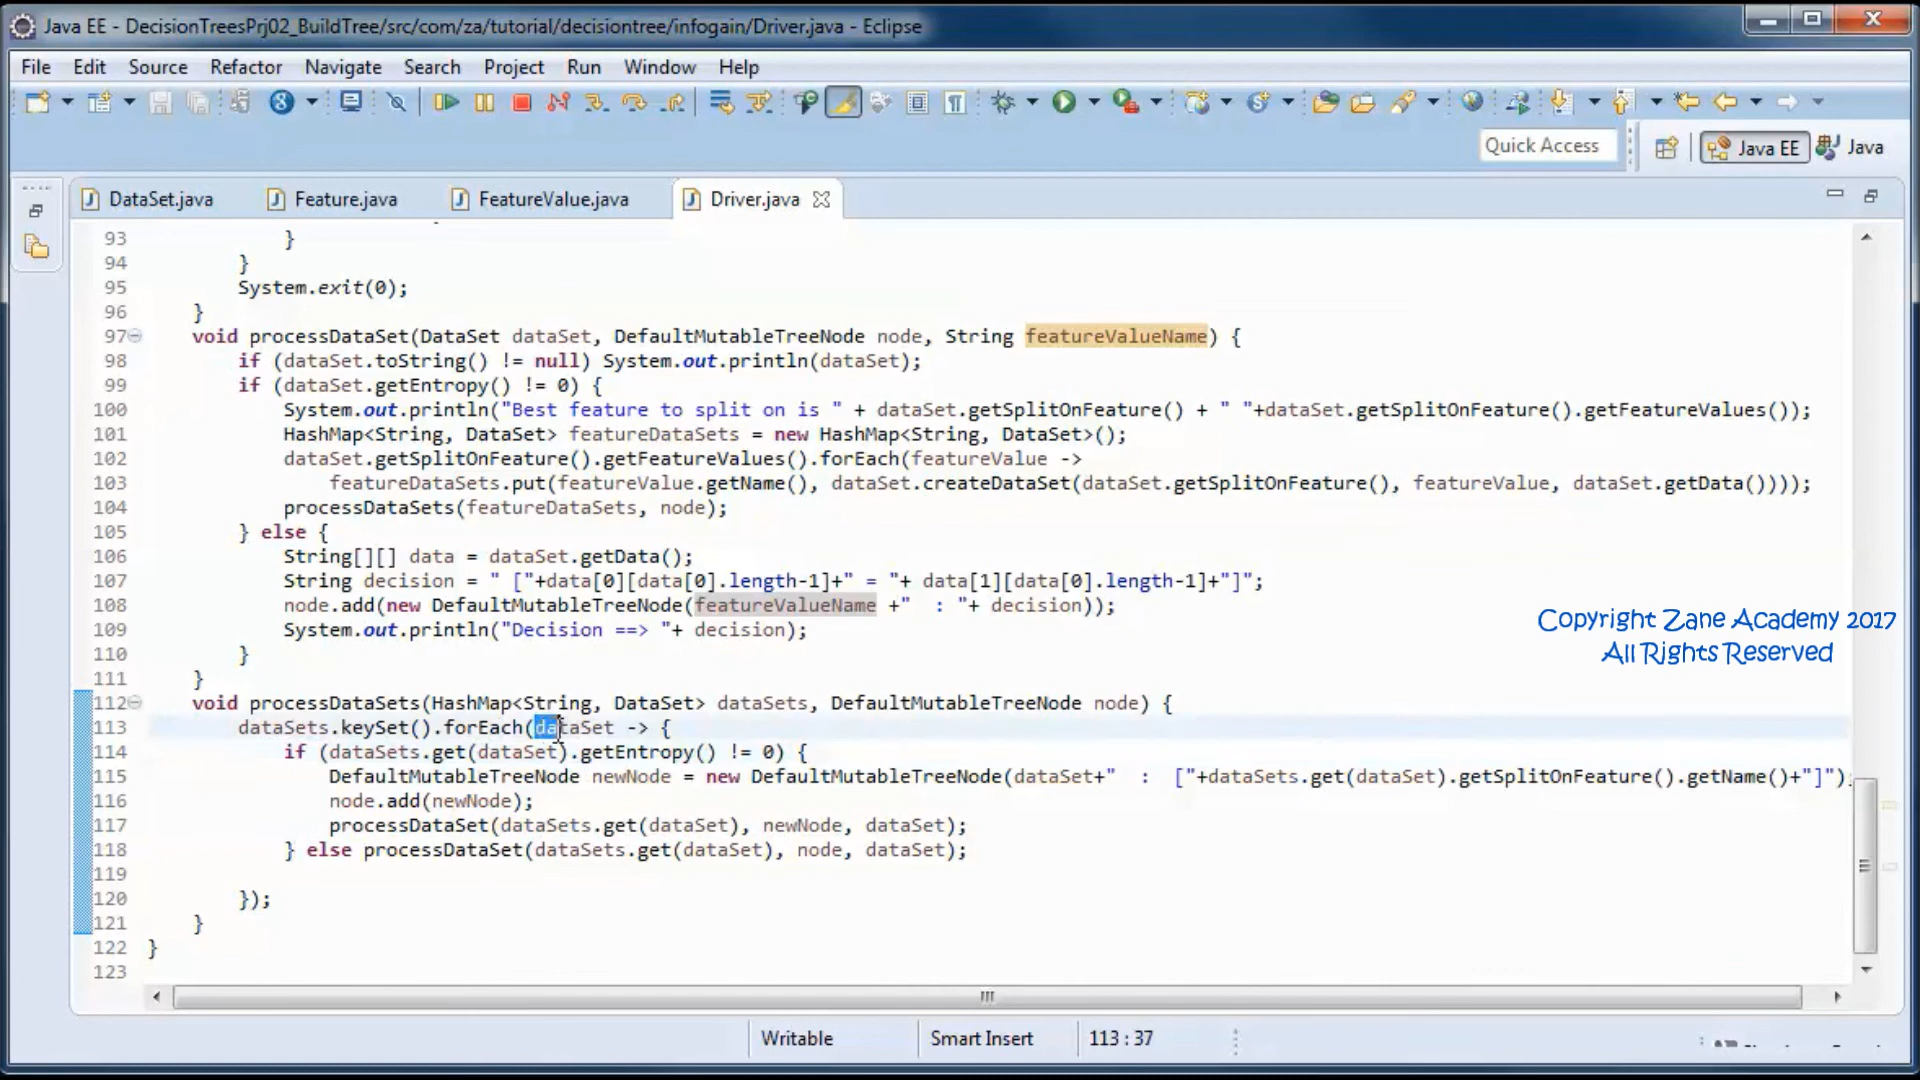 Java EE - DecisionTreesPrj02_BuildTree/src/com/za/tutorial/decisiontree/infogain/Driver.java - Eclipse
File Edit Source Refactor Navigate Search Project Run Window Help
Quick Access Java EE Java
DataSet.java Feature.java FeatureValue.java Driver.java
93 }
94 }
95 System.exit(0);
96 }
97 void processDataSet(DataSet dataSet, DefaultMutableTreeNode node, String featureValueName) {
98 if (dataSet.toString() != null) System.out.println(dataSet);
99 if (dataSet.getEntropy() != 0) {
100 System.out.println("Best feature to split on is " + dataSet.getSplitOnFeature() + " "+dataSet.getSplitOnFeature().getFeatureValues());
101 HashMap<String, DataSet> featureDataSets = new HashMap<String, DataSet>();
102 dataSet.getSplitOnFeature().getFeatureValues().forEach(featureValue ->
103 featureDataSets.put(featureValue.getName(), dataSet.createDataSet(dataSet.getSplitOnFeature(), featureValue, dataSet.getData())));
104 processDataSets(featureDataSets, node);
105 } else {
106 String[][] data = dataSet.getData();
107 String decision = " ["+data[0][data[0].length-1]+" = "+ data[1][data[0].length-1]+"]";
108 node.add(new DefaultMutableTreeNode(featureValueName +"  : "+ decision));
109 System.out.println("Decision ==> "+ decision);
110 }
111 }
112 void processDataSets(HashMap<String, DataSet> dataSets, DefaultMutableTreeNode node) {
113 dataSets.keySet().forEach(dataSet -> {
114 if (dataSets.get(dataSet).getEntropy() != 0) {
115 DefaultMutableTreeNode newNode = new DefaultMutableTreeNode(dataSet+"  :  ["+dataSets.get(dataSet).getSplitOnFeature().getName()+"]");
116 node.add(newNode);
117 processDataSet(dataSets.get(dataSet), newNode, dataSet);
118 } else processDataSet(dataSets.get(dataSet), node, dataSet);
119
120 });
121 }
122 }
123
Copyright Zane Academy 2017
All Rights Reserved
Writable Smart Insert 113 : 37